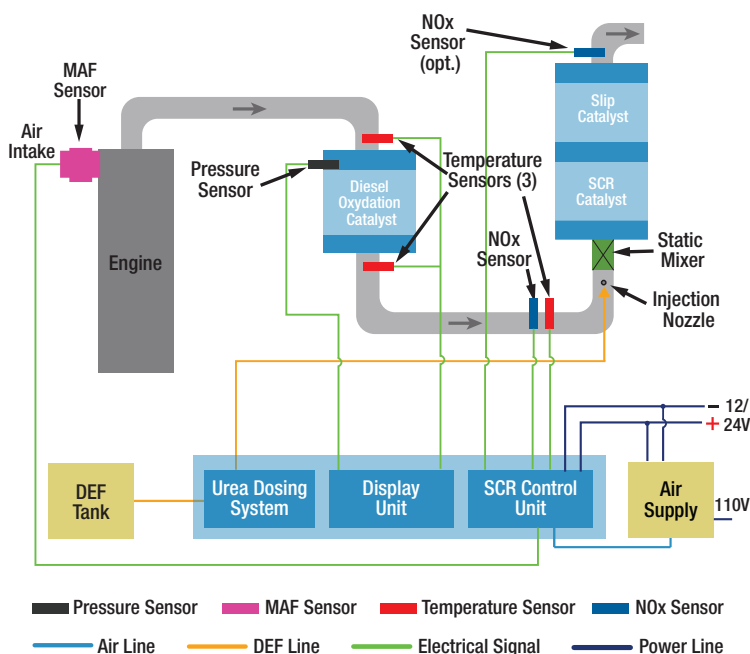 NOx
Sensor
(opt.)
MAF
Sensor
Air
Intake
Slip
Catalyst
Pressure
Sensor
Temperature
Sensors (3)
Diesel
Oxydation
Catalyst
SCR
Catalyst
NOx
Sensor
Static
Mixer
Engine
Injection
Nozzle
- 12/
+ 24V
DEF
Tank
Urea Dosing
System
Display
Unit
SCR Control
Unit
Air
Supply
110V
Pressure Sensor
MAF Sensor
Temperature Sensor
NOx Sensor
Air Line
DEF Line
Electrical Signal
Power Line